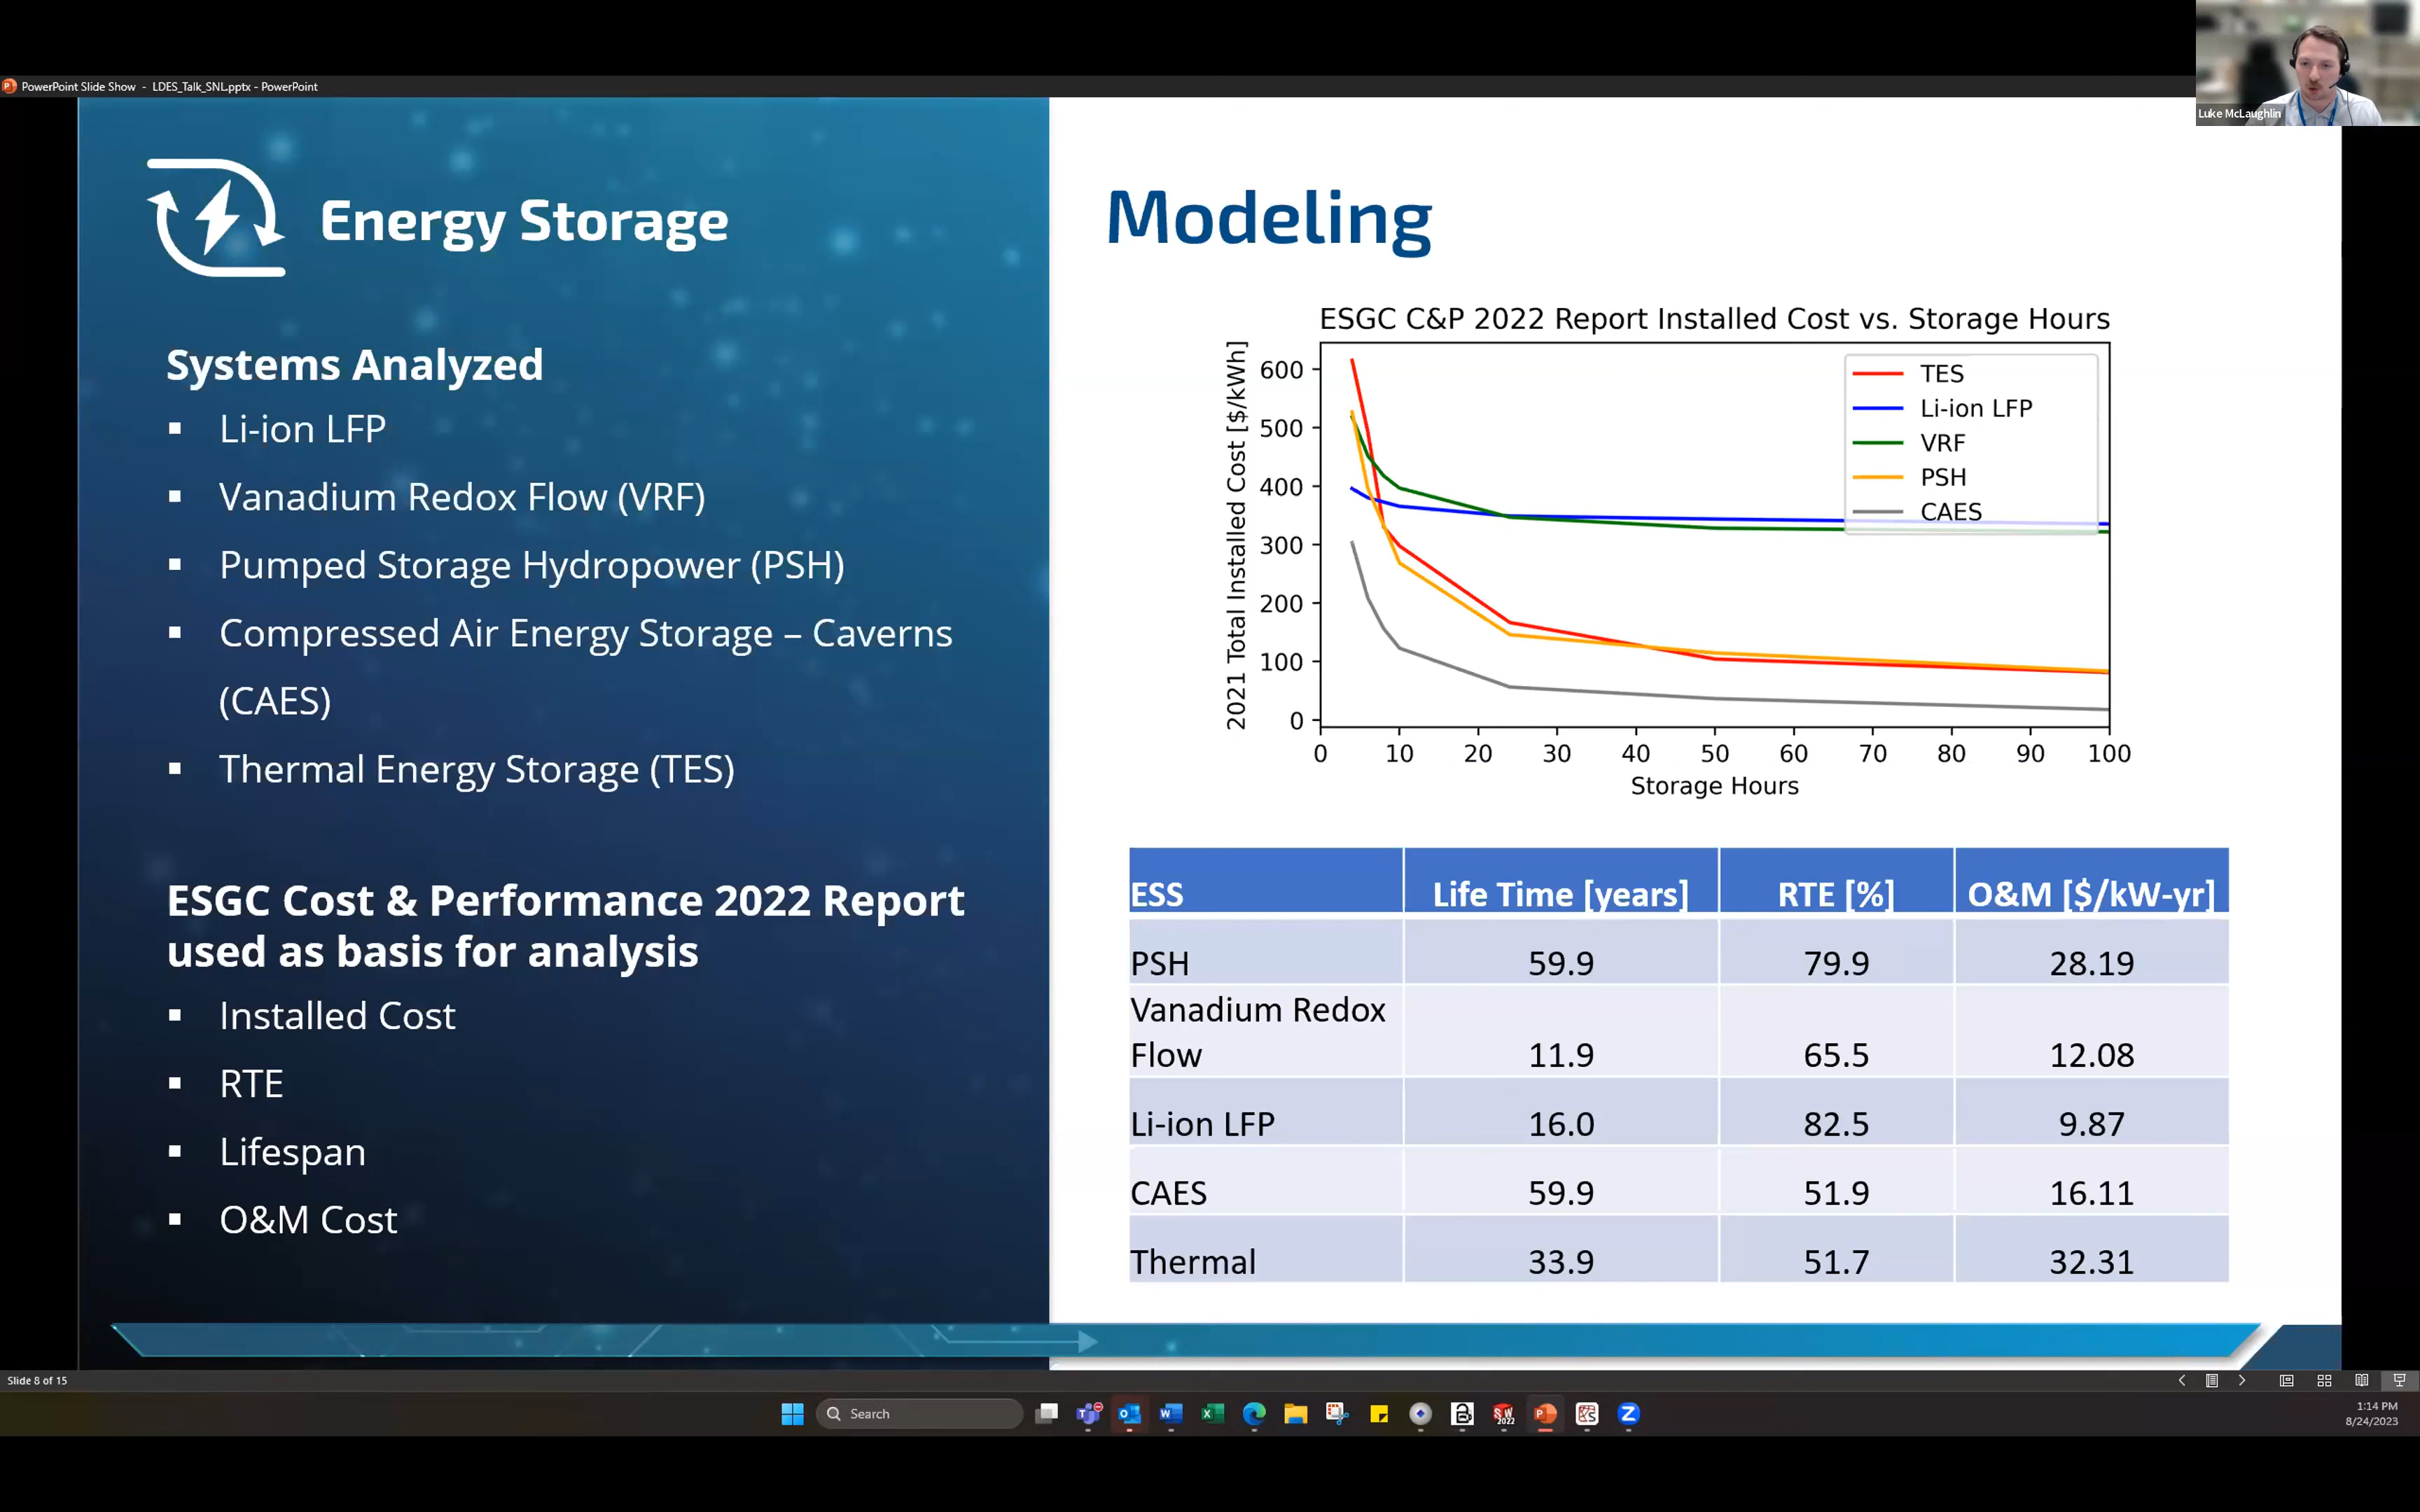 PowerPoint Slide Show - LDES_Talk_SNL.pptx - PowerPoint
Luke McLaughlin
Energy Storage
Systems Analyzed
▪ Li-ion LFP
▪ Vanadium Redox Flow (VRF)
▪ Pumped Storage Hydropower (PSH)
▪ Compressed Air Energy Storage – Caverns
(CAES)
▪ Thermal Energy Storage (TES)
ESGC Cost & Performance 2022 Report
used as basis for analysis
▪ Installed Cost
▪ RTE
▪ Lifespan
▪ O&M Cost
Modeling
ESGC C&P 2022 Report Installed Cost vs. Storage Hours
2021 Total Installed Cost [$/kWh]
600
500
400
300
200
100
0
TES
Li-ion LFP
VRF
PSH
CAES
0 10 20 30 40 50 60 70 80 90 100
Storage Hours
ESS Life Time [years] RTE [%] O&M [$/kW-yr]
PSH 59.9 79.9 28.19
Vanadium Redox
Flow 11.9 65.5 12.08
Li-ion LFP 16.0 82.5 9.87
CAES 59.9 51.9 16.11
Thermal 33.9 51.7 32.31
Slide 8 of 15
Search
1:14 PM
8/24/2023